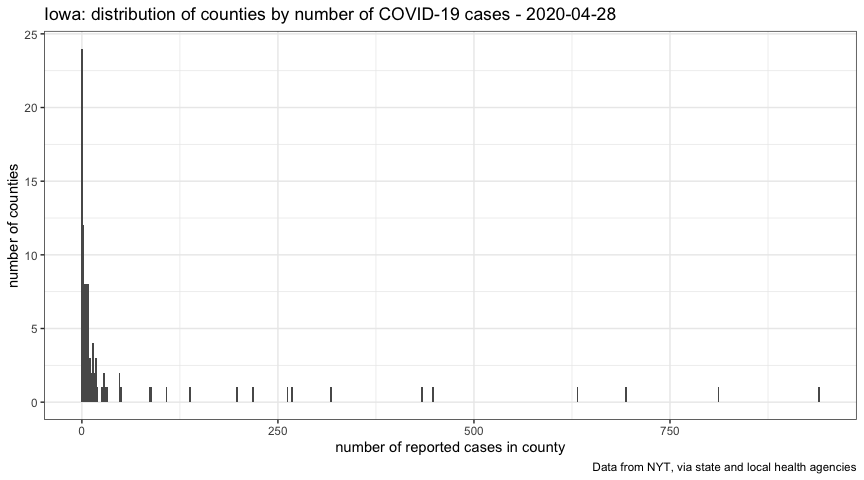 Iowa: distribution of counties by number of COVID-19 cases - 2020-04-28
25
20
15
10
5
0
number of counties
0 250 500 750
number of reported cases in county
Data from NYT, via state and local health agencies